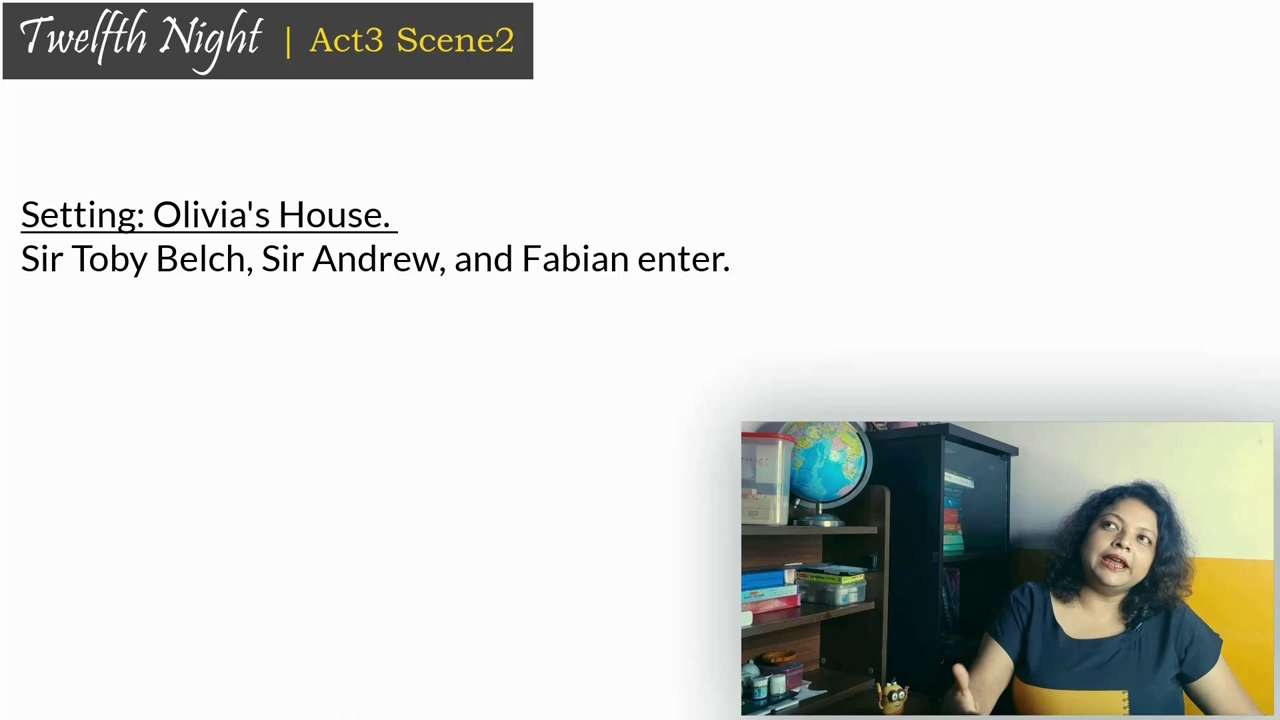 Twelfth Night | Act3 Scene2
Setting: Olivia's House.
Sir Toby Belch, Sir Andrew, and Fabian enter.